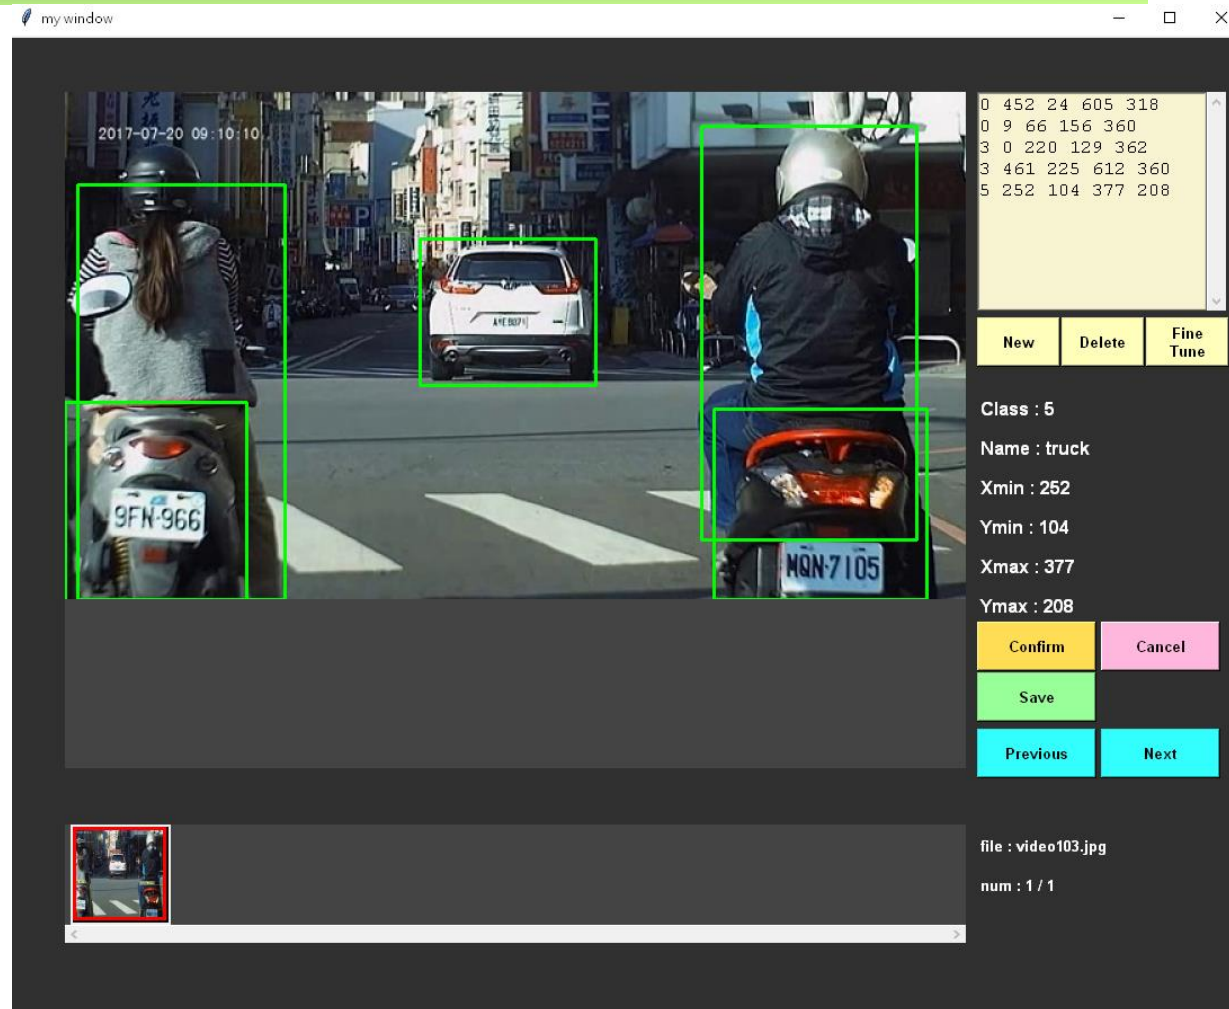 my window
2017-07-20 09:10:10
P
9FN-966
MQN-7105
0 452 24 605 318
0 9 66 156 360
3 0 220 129 362
3 461 225 612 360
5 252 104 377 208
New
Delete
Fine
Tune
Class : 5
Name : truck
Xmin : 252
Ymin : 104
Xmax : 377
Ymax : 208
Confirm
Cancel
Save
Previous
Next
file : video103.jpg
num : 1 / 1